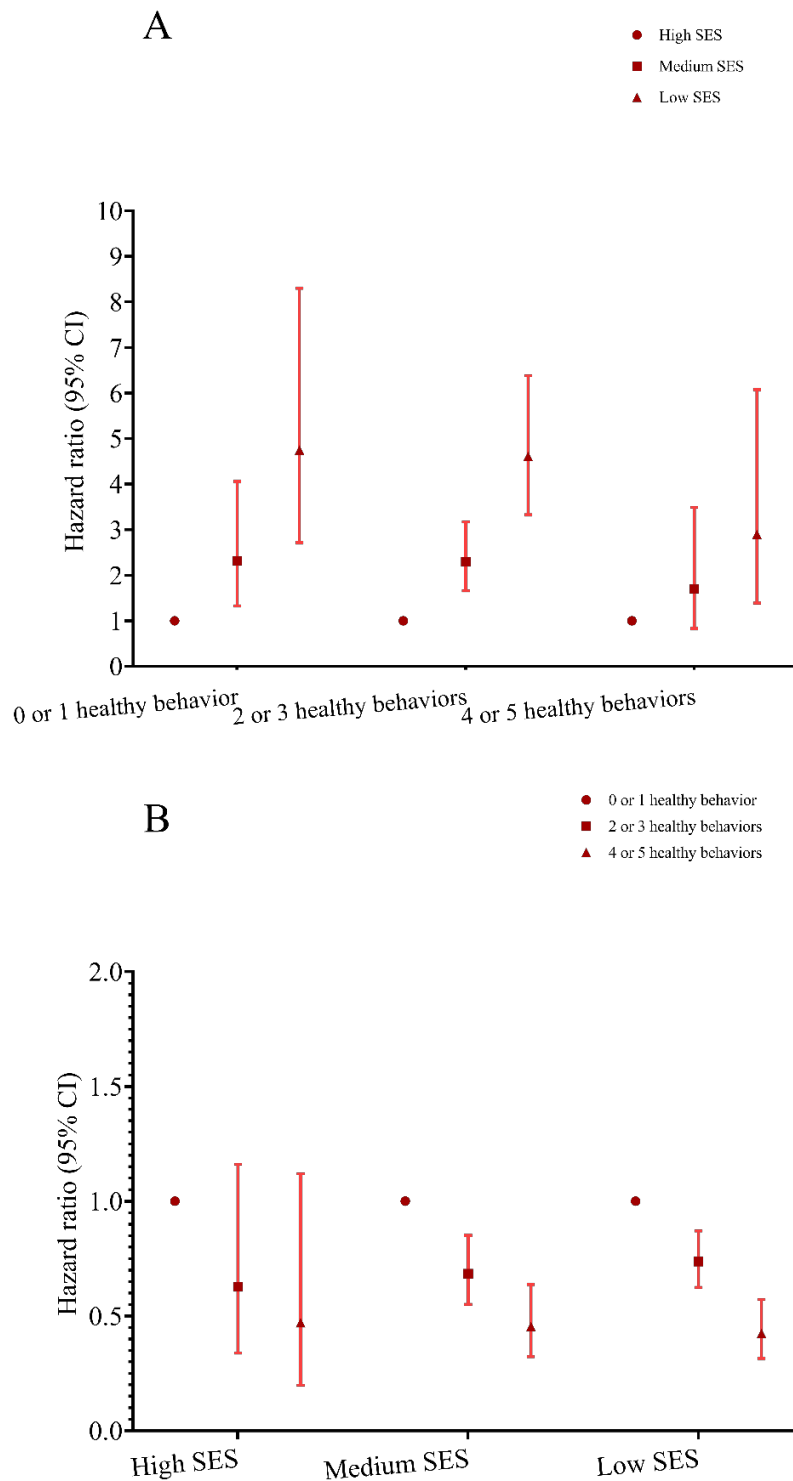 A
High SES
Medium SES
Low SES
10
9
8
7
6
5
4
3
2
1
0
Hazard ratio (95% CI)
0 or 1 healthy behavior
2 or 3 healthy behaviors
4 or 5 healthy behaviors
B
0 or 1 healthy behavior
2 or 3 healthy behaviors
4 or 5 healthy behaviors
2.0
1.5
1.0
0.5
0.0
Hazard ratio (95% CI)
High SES
Medium SES
Low SES